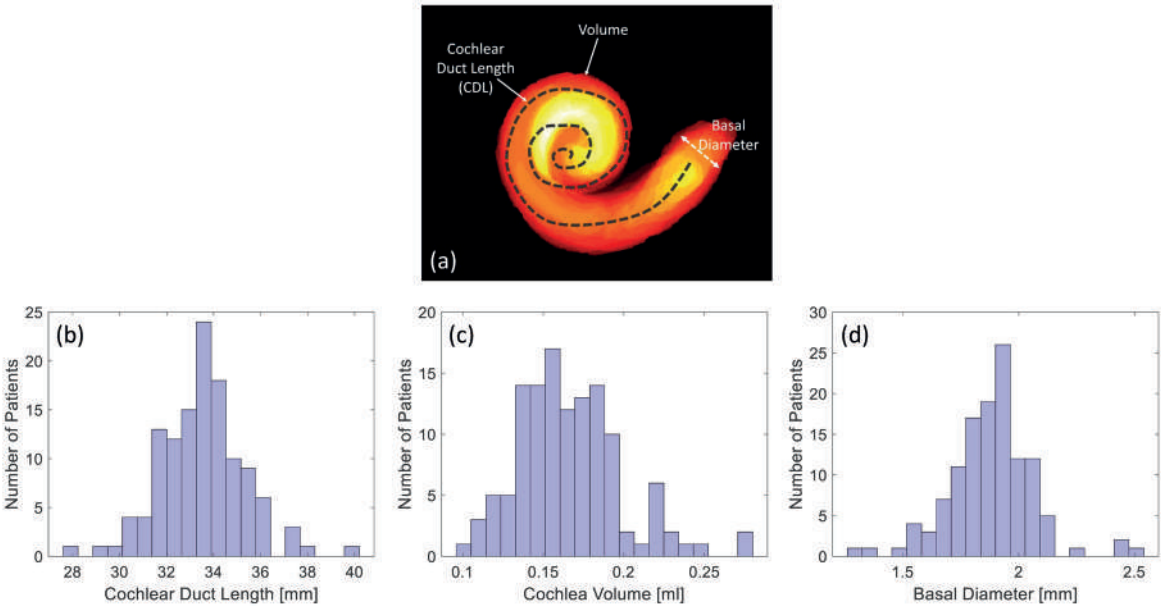 Volume
Cochlear
Duct Length
(CDL)
Basal
Diameter
(a)
25
20
15
10
5
0
(b)
Number of Patients
28 30 32 34 36 38 40
Cochlear Duct Length [mm]
20
15
10
5
0
(c)
Number of Patients
0.1 0.15 0.2 0.25
Cochlea Volume [ml]
30
25
20
15
10
5
0
(d)
Number of Patients
1.5 2 2.5
Basal Diameter [mm]